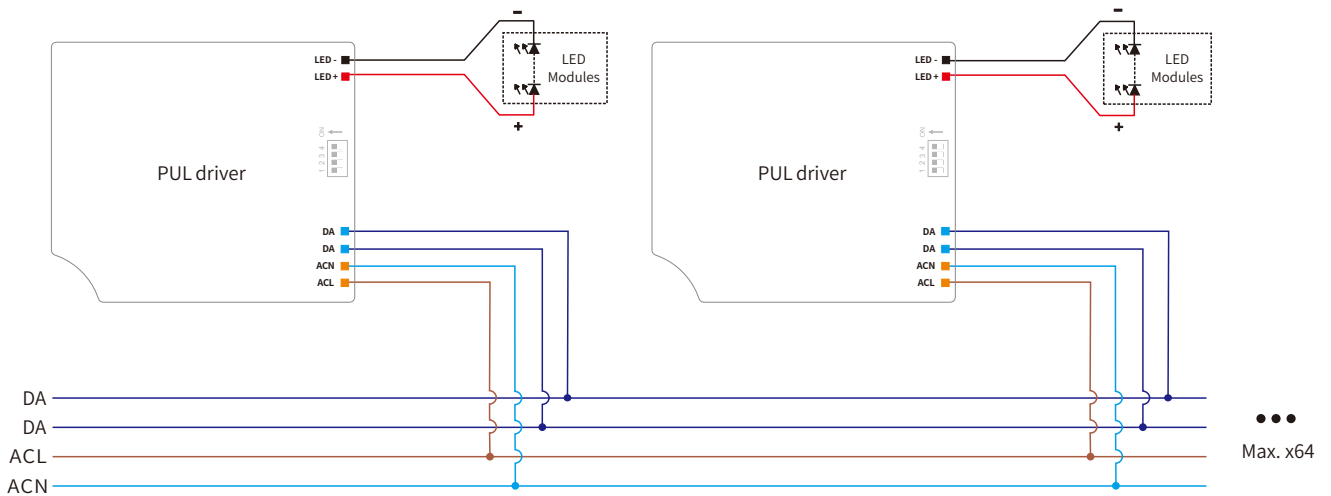 LED -
LED +
LED
Modules
ON
1 2 3 4
PUL driver
DA
DA
ACN
ACL
LED -
LED +
LED
Modules
ON
1 2 3 4
PUL driver
DA
DA
ACN
ACL
DA
DA
ACL
ACN
•••
Max. x64